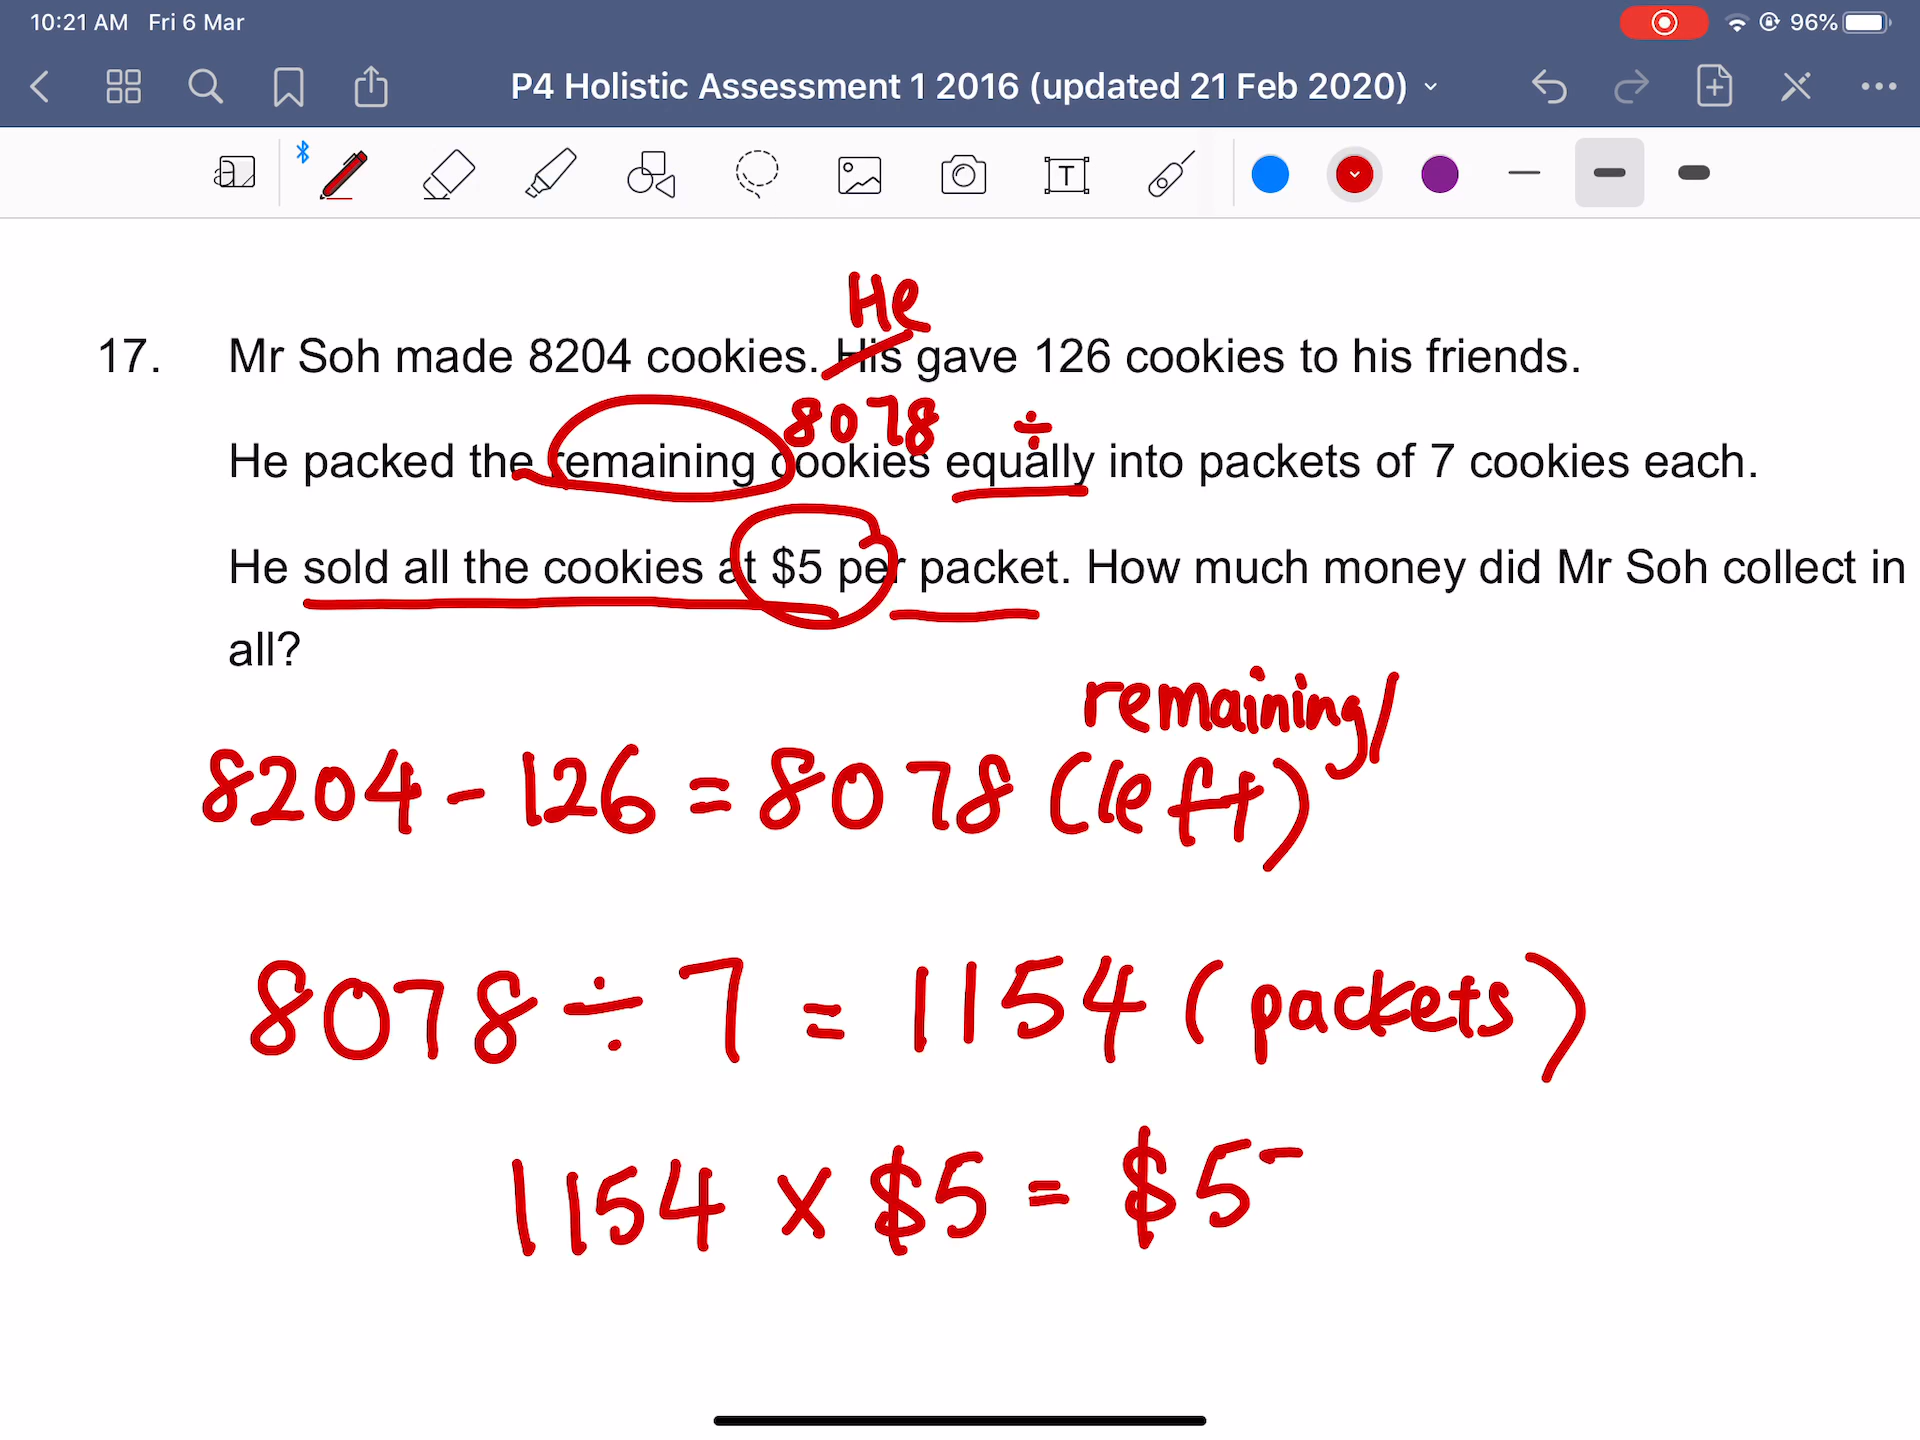 10:21 AM Fri 6 Mar 96%
P4 Holistic Assessment 1 2016 (updated 21 Feb 2020)
T
He
17. Mr Soh made 8204 cookies. His gave 126 cookies to his friends.
8078 ÷
He packed the remaining cookies equally into packets of 7 cookies each.
He sold all the cookies at $5 per packet. How much money did Mr Soh collect in
all?
remaining/
8204 - 126 = 8078 (left)
8078 ÷ 7 = 1154 (packets)
1154 x $5 = $5